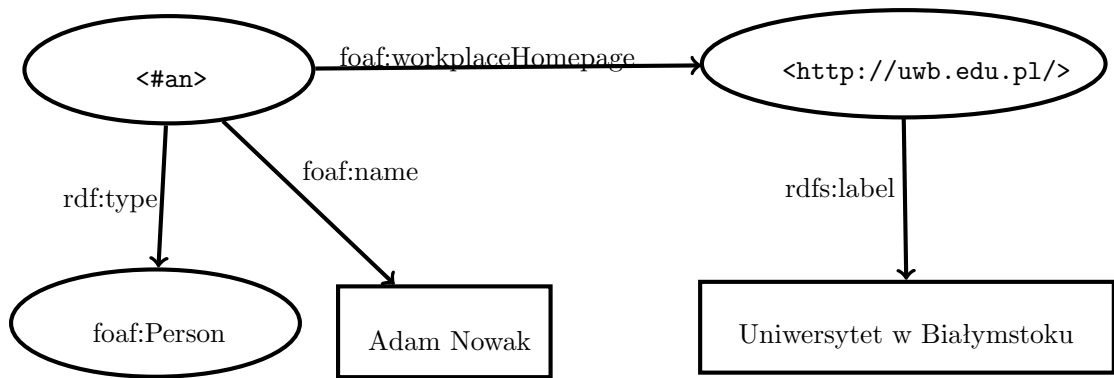 foaf:workplaceHomepage
<#an>
<http://uwb.edu.pl/>
foaf:name
rdf:type
rdfs:label
foaf:Person
Adam Nowak
Uniwersytet w Białymstoku